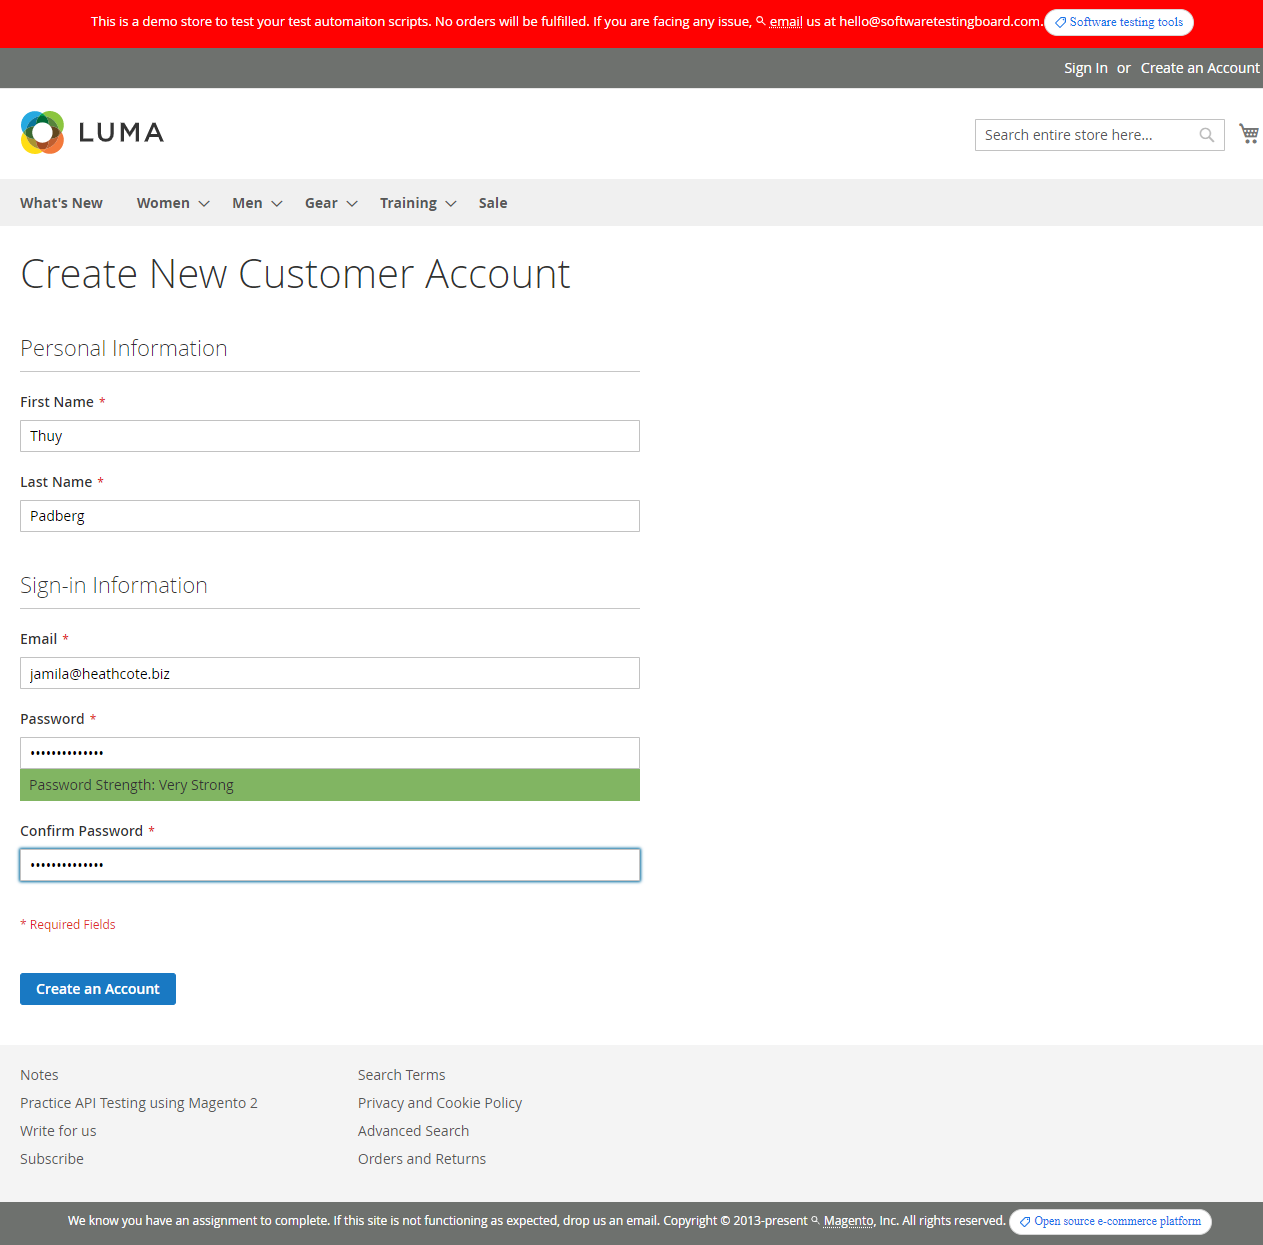 This is a demo store to test your test automaiton scripts. No orders will be fulfilled. If you are facing any issue, email us at hello@softwaretestingboard.com. Software testing tools
Sign In or Create an Account
LUMA
Search entire store here...
What's New Women Men Gear Training Sale
Create New Customer Account
Personal Information
First Name *
Thuy
Last Name *
Padberg
Sign-in Information
Email *
jamila@heathcote.biz
Password *
••••••••••••••
Password Strength: Very Strong
Confirm Password *
••••••••••••••
* Required Fields
Create an Account
Notes
Practice API Testing using Magento 2
Write for us
Subscribe
Search Terms
Privacy and Cookie Policy
Advanced Search
Orders and Returns
We know you have an assignment to complete. If this site is not functioning as expected, drop us an email. Copyright © 2013-present Magento, Inc. All rights reserved. Open source e-commerce platform